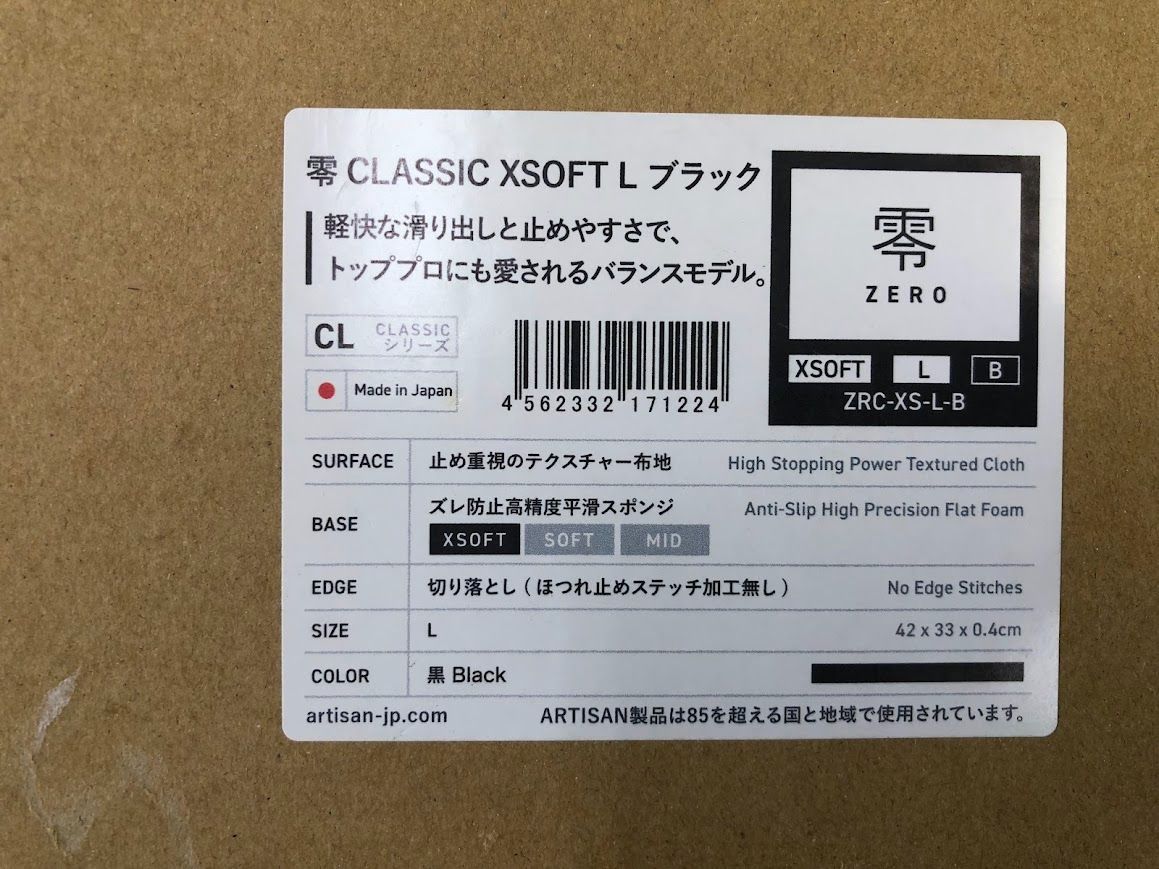 零 CLASSIC XSOFT L ブラック
軽快な滑り出しと止めやすさで、
トッププロにも愛されるバランスモデル。
CL CLASSIC
シリーズ
Made in Japan
4 562332 171224
零
ZERO
XSOFT L B
ZRC-XS-L-B
SURFACE 止め重視のテクスチャー布地 High Stopping Power Textured Cloth
BASE ズレ防止高精度平滑スポンジ Anti-Slip High Precision Flat Foam
XSOFT SOFT MID
EDGE 切り落とし ( ほつれ止めステッチ加工無し ) No Edge Stitches
SIZE L 42 x 33 x 0.4cm
COLOR 黒 Black
artisan-jp.com ARTISAN製品は85を超える国と地域で使用されています。